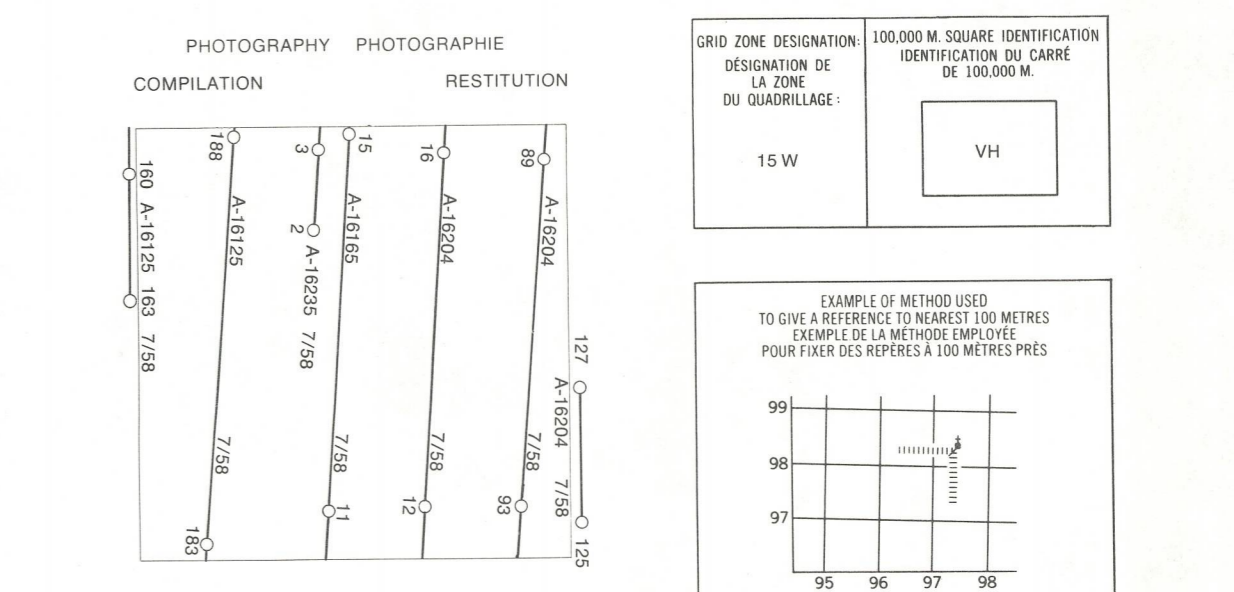 PHOTOGRAPHY PHOTOGRAPHIE
COMPILATION RESTITUTION
160 A-16125 163 7/58
188 A-16125 7/58 183
3 2 A-16235 7/58
15 A-16165 7/58 11
16 A-16204 7/58 12
89 A-16204 7/58 93
127 A-16204 7/58 125
GRID ZONE DESIGNATION:
DÉSIGNATION DE
LA ZONE
DU QUADRILLAGE :
15 W
100,000 M. SQUARE IDENTIFICATION
IDENTIFICATION DU CARRÉ
DE 100,000 M.
VH
EXAMPLE OF METHOD USED
TO GIVE A REFERENCE TO NEAREST 100 METRES
EXEMPLE DE LA MÉTHODE EMPLOYÉE
POUR FIXER DES REPÈRES À 100 MÈTRES PRÈS
99
98
97
95 96 97 98